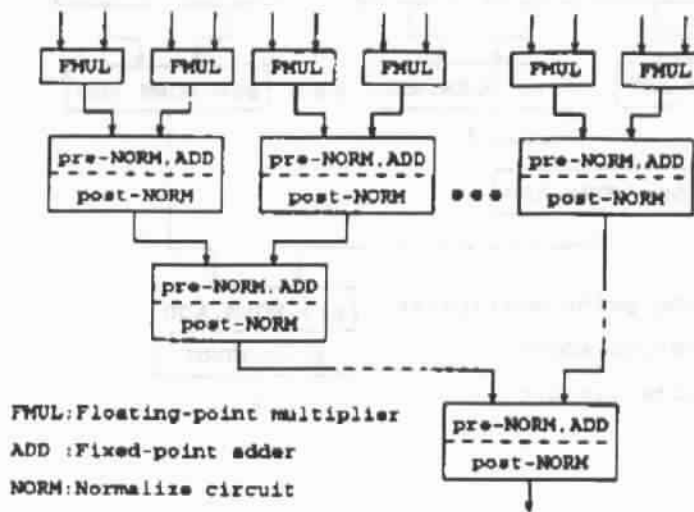 FMUL FMUL FMUL FMUL FMUL FMUL
pre-NORM,ADD pre-NORM,ADD pre-NORM,ADD
post-NORM post-NORM post-NORM
pre-NORM,ADD
post-NORM
FMUL:Floating-point multiplier
ADD :Fixed-point adder
NORM:Normalize circuit
pre-NORM,ADD
post-NORM